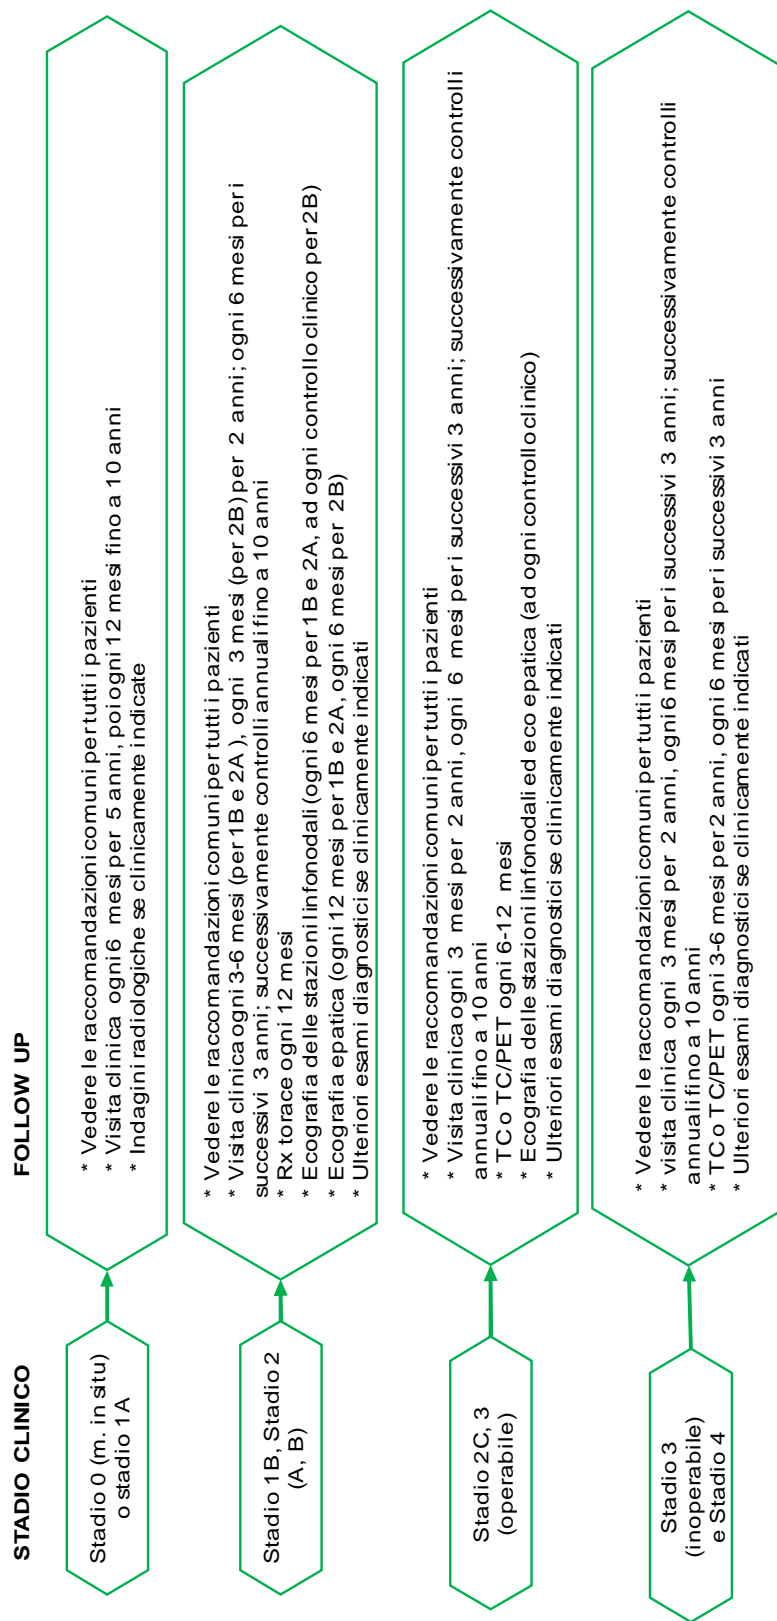 STADIO CLINICO
FOLLOW UP
Stadio 0 (m. in situ)
o stadio 1A
* Vedere le raccomandazioni comuni per tutti i pazienti
* Visita clinica ogni 6 mesi per 5 anni, poi ogni 12 mesi fino a 10 anni
* Indagini radiologiche se clinicamente indicate
Stadio 1B, Stadio 2
(A, B)
* Vedere le raccomandazioni comuni per tutti i pazienti
* Visita clinica ogni 3-6 mesi (per 1B e 2A ), ogni 3 mesi (per 2B) per 2 anni; ogni 6 mesi per i
successivi 3 anni; successivamente controlli annuali fino a 10 anni
* Rx torace ogni 12 mesi
* Ecografia delle stazioni linfonodali (ogni 6 mesi per 1B e 2A, ad ogni controllo clinico per 2B)
* Ecografia epatica (ogni 12 mesi per 1B e 2A, ogni 6 mesi per 2B)
* Ulteriori esami diagnostici se clinicamente indicati
Stadio 2C, 3
(operabile)
* Vedere le raccomandazioni comuni per tutti i pazienti
* Visita clinica ogni 3 mesi per 2 anni, ogni 6 mesi per i successivi 3 anni; successivamente controlli
annuali fino a 10 anni
* TC o TC/PET ogni 6-12 mesi
* Ecografia delle stazioni linfonodali ed eco epatica (ad ogni controllo clinico)
* Ulteriori esami diagnostici se clinicamente indicati
Stadio 3
(inoperabile)
e Stadio 4
* Vedere le raccomandazioni comuni per tutti i pazienti
* visita clinica ogni 3 mesi per 2 anni, ogni 6 mesi per i successivi 3 anni; successivamente controlli
annuali fino a 10 anni
* TC o TC/PET ogni 3-6 mesi per 2 anni, ogni 6 mesi per i successivi 3 anni
* Ulteriori esami diagnostici se clinicamente indicati